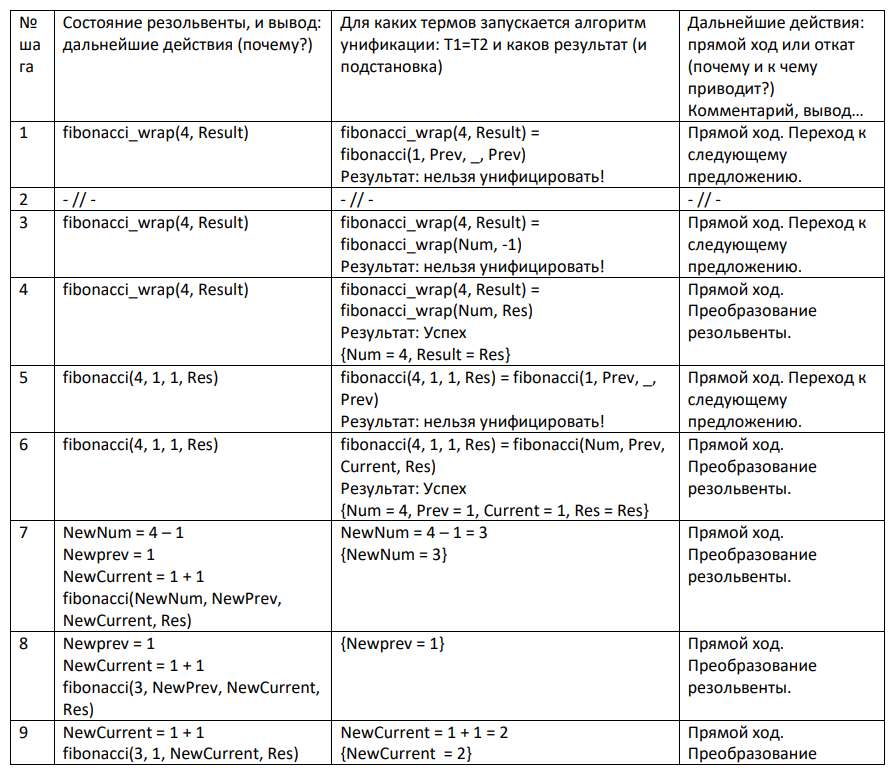 №
ша
га
Состояние резольвенты, и вывод:
дальнейшие действия (почему?)
Для каких термов запускается алгоритм
унификации: T1=T2 и каков результат (и
подстановка)
Дальнейшие действия:
прямой ход или откат
(почему и к чему
приводит?)
Комментарий, вывод…
1
fibonacci_wrap(4, Result)
fibonacci_wrap(4, Result) =
fibonacci(1, Prev, _, Prev)
Результат: нельзя унифицировать!
Прямой ход. Переход к
следующему
предложению.
2
- // -
- // -
- // -
3
fibonacci_wrap(4, Result)
fibonacci_wrap(4, Result) =
fibonacci_wrap(Num, -1)
Результат: нельзя унифицировать!
Прямой ход. Переход к
следующему
предложению.
4
fibonacci_wrap(4, Result)
fibonacci_wrap(4, Result) =
fibonacci_wrap(Num, Res)
Результат: Успех
{Num = 4, Result = Res}
Прямой ход.
Преобразование
резольвенты.
5
fibonacci(4, 1, 1, Res)
fibonacci(4, 1, 1, Res) = fibonacci(1, Prev, _,
Prev)
Результат: нельзя унифицировать!
Прямой ход. Переход к
следующему
предложению.
6
fibonacci(4, 1, 1, Res)
fibonacci(4, 1, 1, Res) = fibonacci(Num, Prev,
Current, Res)
Результат: Успех
{Num = 4, Prev = 1, Current = 1, Res = Res}
Прямой ход.
Преобразование
резольвенты.
7
NewNum = 4 – 1
Newprev = 1
NewCurrent = 1 + 1
fibonacci(NewNum, NewPrev,
NewCurrent, Res)
NewNum = 4 – 1 = 3
{NewNum = 3}
Прямой ход.
Преобразование
резольвенты.
8
Newprev = 1
NewCurrent = 1 + 1
fibonacci(3, NewPrev, NewCurrent,
Res)
{Newprev = 1}
Прямой ход.
Преобразование
резольвенты.
9
NewCurrent = 1 + 1
fibonacci(3, 1, NewCurrent, Res)
NewCurrent = 1 + 1 = 2
{NewCurrent  = 2}
Прямой ход.
Преобразование